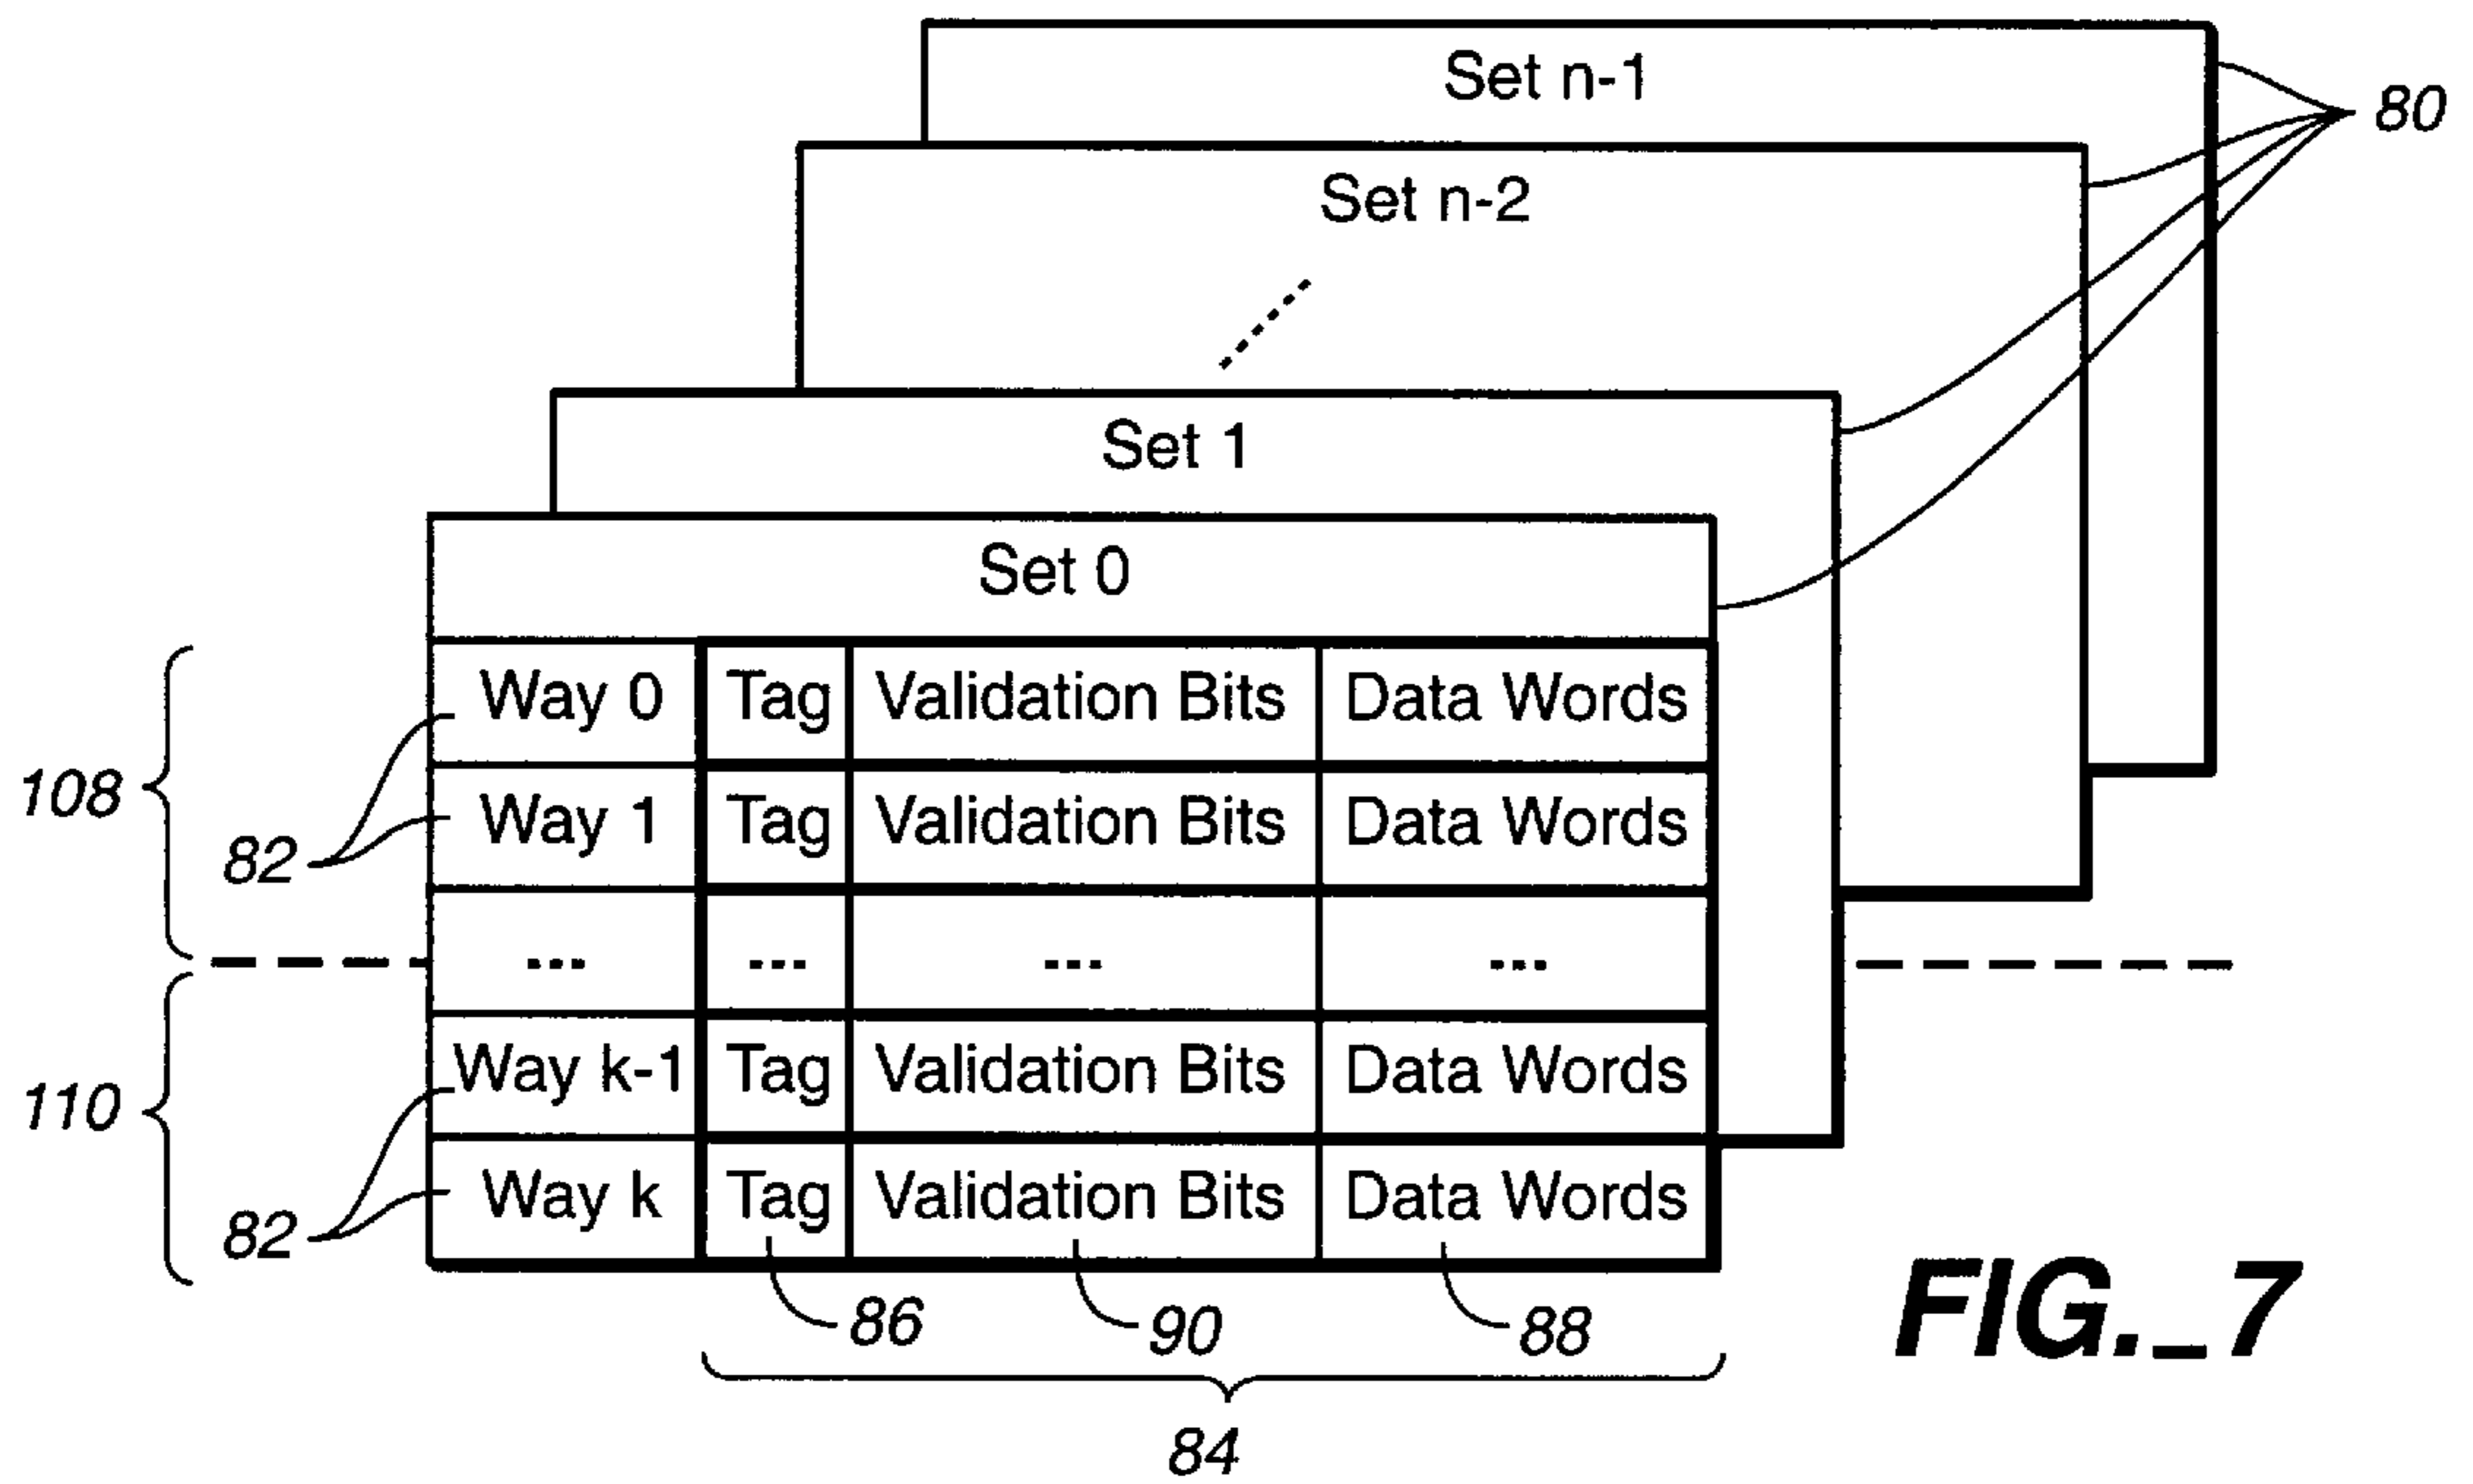 Set n-1
80
Set n-2
Set 1
Set 0
Way 0 Tag Validation Bits Data Words
108
Way 1 Tag Validation Bits Data Words
82
... ... ... ...
Way k-1 Tag Validation Bits Data Words
110
Way k Tag Validation Bits Data Words
82
86 90 88
FIG._7
84